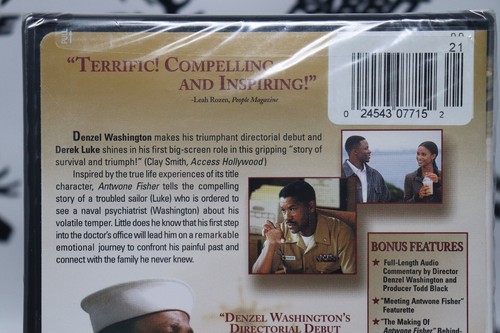 "TERRIFIC! COMPELLING
AND INSPIRING!"
-Leah Rozen, People Magazine
21
0 24543 07715 2
Denzel Washington makes his triumphant directorial debut and
Derek Luke shines in his first big-screen role in this gripping "story of
survival and triumph!" (Clay Smith, Access Hollywood)
Inspired by the true life experiences of its title
character, Antwone Fisher tells the compelling
story of a troubled sailor (Luke) who is ordered to
see a naval psychiatrist (Washington) about his
volatile temper. Little does he know that his first step
into the doctor's office will lead him on a remarkable
emotional journey to confront his painful past and
connect with the family he never knew.
BONUS FEATURES
★ Full-Length Audio
Commentary by Director
Denzel Washington and
Producer Todd Black
★ "Meeting Antwone Fisher"
Featurette
★ "The Making Of
Antwone Fisher" Behind-
"DENZEL WASHINGTON'S
DIRECTORIAL DEBUT